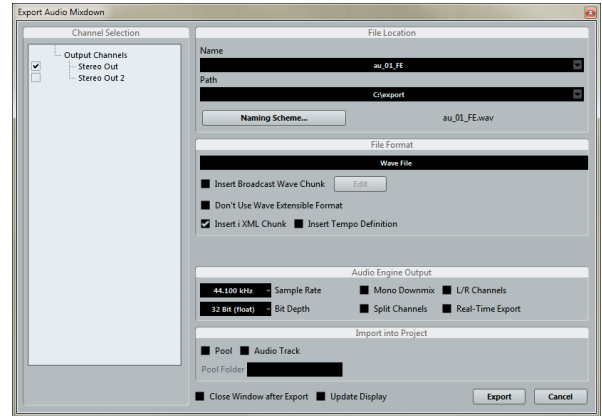 Export Audio Mixdown
Channel Selection
Output Channels
Stereo Out
Stereo Out 2
File Location
Name
au_01_FE
Path
C:\export
Naming Scheme...
au_01_FE.wav
File Format
Wave File
Insert Broadcast Wave Chunk
Edit
Don't Use Wave Extensible Format
Insert i XML Chunk
Insert Tempo Definition
Audio Engine Output
44.100 kHz
Sample Rate
Mono Downmix
L/R Channels
32 Bit (float)
Bit Depth
Split Channels
Real-Time Export
Import into Project
Pool
Audio Track
Pool Folder
Close Window after Export
Update Display
Export
Cancel